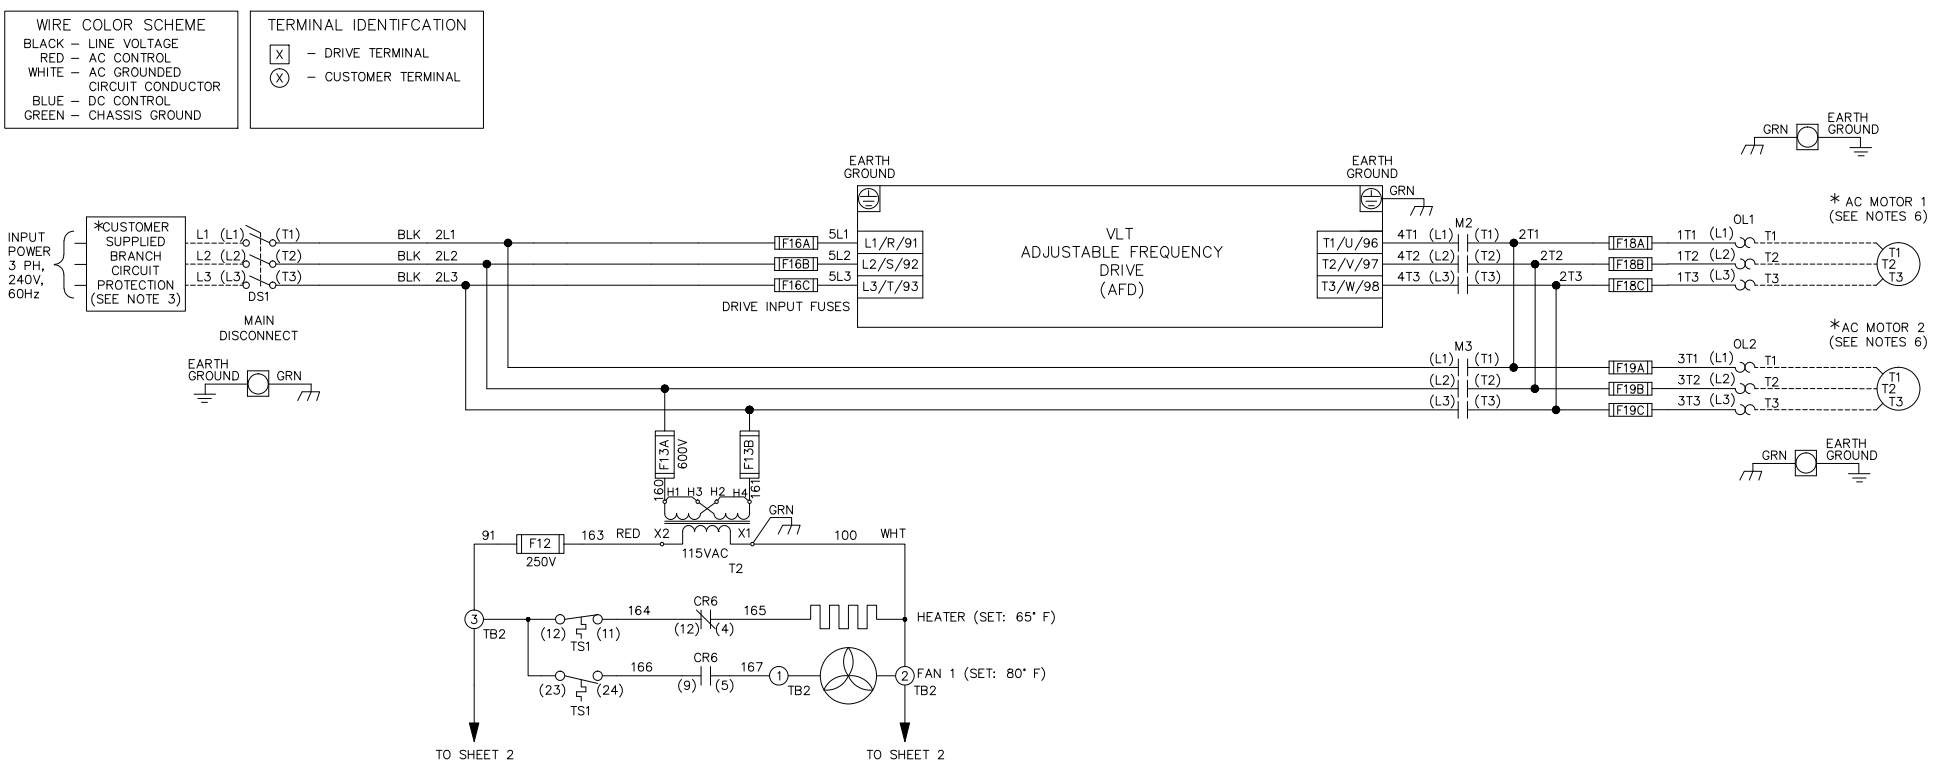 WIRE COLOR SCHEME
BLACK – LINE VOLTAGE
RED – AC CONTROL
WHITE – AC GROUNDED
CIRCUIT CONDUCTOR
BLUE – DC CONTROL
GREEN – CHASSIS GROUND
TERMINAL IDENTIFCATION
X – DRIVE TERMINAL
X – CUSTOMER TERMINAL
GRN
EARTH
GROUND
EARTH
GROUND
EARTH
GROUND
GRN
INPUT
POWER
3 PH,
240V,
60Hz
*CUSTOMER
SUPPLIED
BRANCH
CIRCUIT
PROTECTION
(SEE NOTE 3)
L1 (L1) (T1) BLK 2L1 F16A 5L1 L1/R/91
L2 (L2) (T2) BLK 2L2 F16B 5L2 L2/S/92
L3 (L3) (T3) BLK 2L3 F16C 5L3 L3/T/93
DS1
MAIN
DISCONNECT
DRIVE INPUT FUSES
VLT
ADJUSTABLE FREQUENCY
DRIVE
(AFD)
M2
OL1
T1/U/96 4T1 (L1) (T1) 2T1 F18A 1T1 (L1) T1
T2/V/97 4T2 (L2) (T2) 2T2 F18B 1T2 (L2) T2
T3/W/98 4T3 (L3) (T3) 2T3 F18C 1T3 (L3) T3
* AC MOTOR 1
(SEE NOTES 6)
T1
T2
T3
EARTH
GROUND
GRN
M3
OL2
(L1) (T1) F19A 3T1 (L1) T1
(L2) (T2) F19B 3T2 (L2) T2
(L3) (T3) F19C 3T3 (L3) T3
* AC MOTOR 2
(SEE NOTES 6)
T1
T2
T3
GRN
EARTH
GROUND
F13A
600V
F13B
160
H1 H3 H2 H4
161
GRN
91 F12 163 RED X2 X1 100 WHT
250V
115VAC
T2
3
TB2
(12) (11)
TS1
164
CR6
(12) (4)
165
HEATER (SET: 65° F)
(23) (24)
TS1
166
CR6
(9) (5)
167
1
TB2
2
TB2
FAN 1 (SET: 80° F)
TO SHEET 2
TO SHEET 2